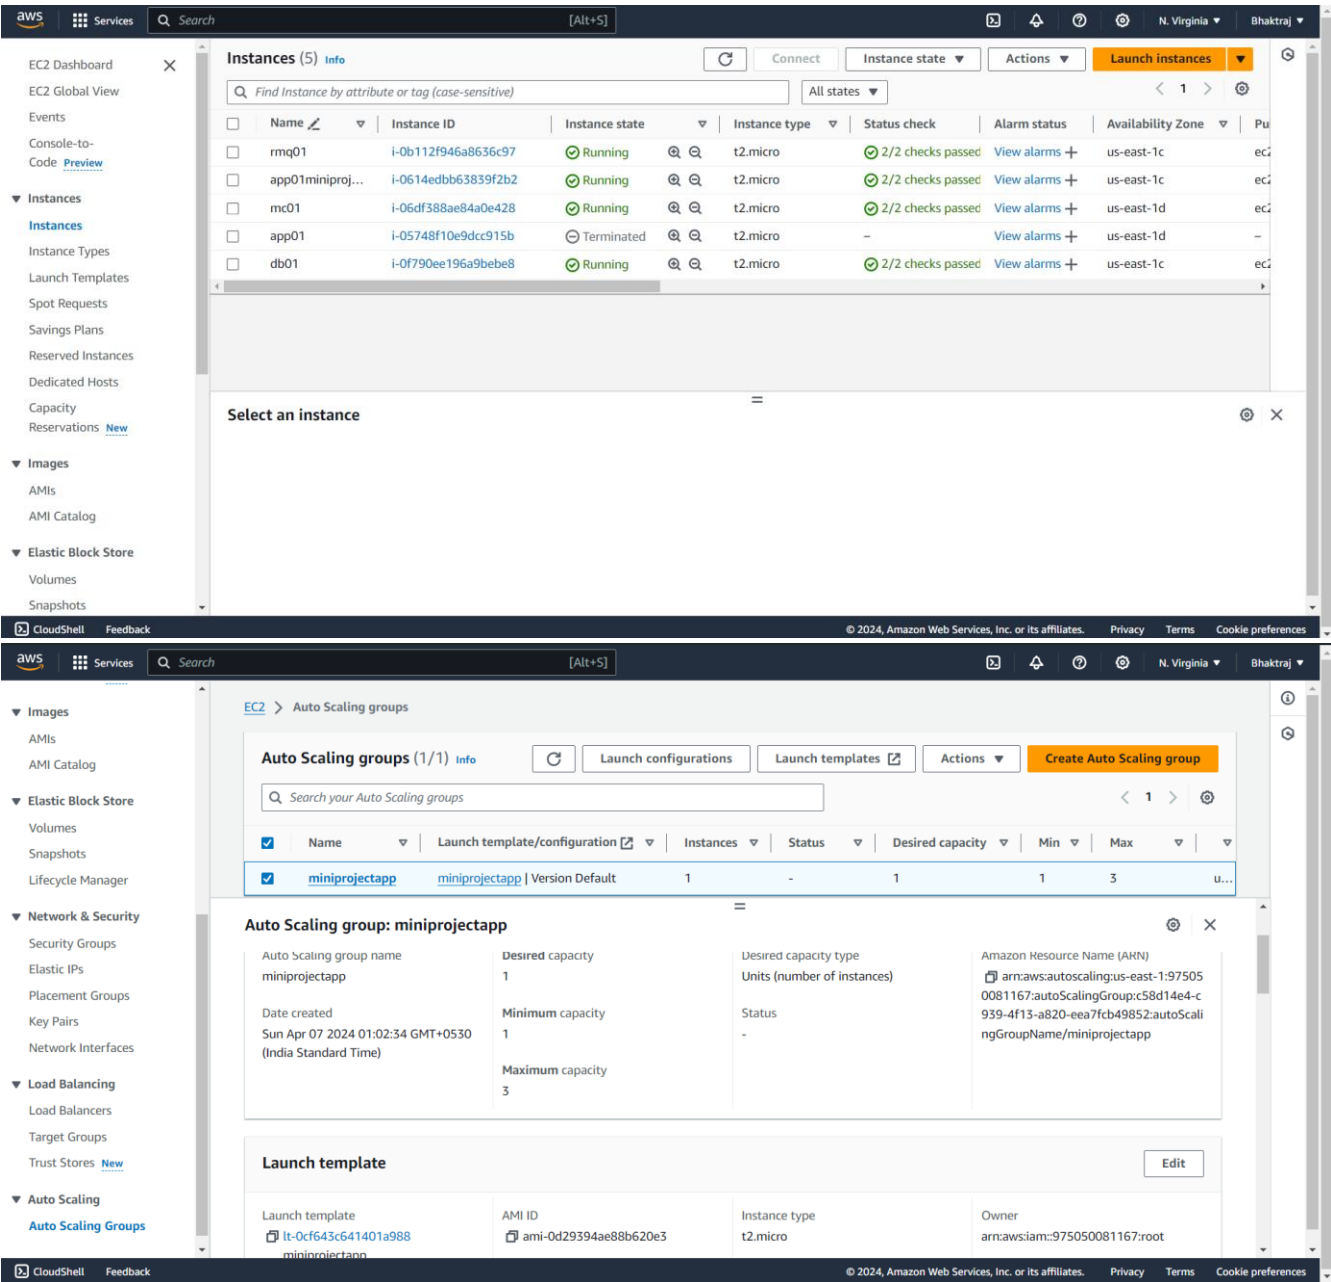 aws Services Search [Alt+S] N. Virginia Bhaktraj
EC2 Dashboard
EC2 Global View
Events
Console-to-
Code Preview
Instances
Instances
Instance Types
Launch Templates
Spot Requests
Savings Plans
Reserved Instances
Dedicated Hosts
Capacity
Reservations New
Images
AMIs
AMI Catalog
Elastic Block Store
Volumes
Snapshots
Instances (5) Info Connect Instance state Actions Launch instances
Find Instance by attribute or tag (case-sensitive) All states 1
Name Instance ID Instance state Instance type Status check Alarm status Availability Zone Pu
rmq01 i-0b112f946a8636c97 Running t2.micro 2/2 checks passed View alarms + us-east-1c ec2
app01miniproj... i-0614edbb63839f2b2 Running t2.micro 2/2 checks passed View alarms + us-east-1c ec2
mc01 i-06df388ae84a0e428 Running t2.micro 2/2 checks passed View alarms + us-east-1d ec2
app01 i-05748f10e9dcc915b Terminated t2.micro – View alarms + us-east-1d –
db01 i-0f790ee196a9bebe8 Running t2.micro 2/2 checks passed View alarms + us-east-1c ec2
Select an instance
CloudShell Feedback © 2024, Amazon Web Services, Inc. or its affiliates. Privacy Terms Cookie preferences
aws Services Search [Alt+S] N. Virginia Bhaktraj
Images
AMIs
AMI Catalog
Elastic Block Store
Volumes
Snapshots
Lifecycle Manager
Network & Security
Security Groups
Elastic IPs
Placement Groups
Key Pairs
Network Interfaces
Load Balancing
Load Balancers
Target Groups
Trust Stores New
Auto Scaling
Auto Scaling Groups
EC2 > Auto Scaling groups
Auto Scaling groups (1/1) Info Launch configurations Launch templates Actions Create Auto Scaling group
Search your Auto Scaling groups 1
Name Launch template/configuration Instances Status Desired capacity Min Max
miniprojectapp miniprojectapp | Version Default 1 - 1 1 3 u...
Auto Scaling group: miniprojectapp
Auto Scaling group name
miniprojectapp
Date created
Sun Apr 07 2024 01:02:34 GMT+0530
(India Standard Time)
Desired capacity
1
Minimum capacity
1
Maximum capacity
3
Desired capacity type
Units (number of instances)
Status
-
Amazon Resource Name (ARN)
arn:aws:autoscaling:us-east-1:97505
0081167:autoScalingGroup:c58d14e4-c
939-4f13-a820-eea7fcb49852:autoScali
ngGroupName/miniprojectapp
Launch template Edit
Launch template
lt-0cf643c641401a988
miniprojectapp
AMI ID
ami-0d29394ae88b620e3
Instance type
t2.micro
Owner
arn:aws:iam::975050081167:root
CloudShell Feedback © 2024, Amazon Web Services, Inc. or its affiliates. Privacy Terms Cookie preferences